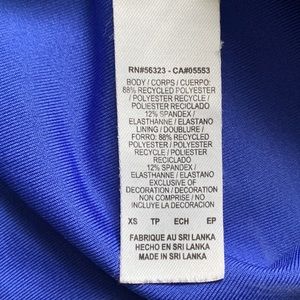 RN#56323 - CA#05553
BODY / CORPS / CUERPO:
88% RECYCLED POLYESTER
/ POLYESTER RECYCLE /
POLIESTER RECICLADO
12% SPANDEX /
ELASTHANNE / ELASTANO
LINING / DOUBLURE /
FORRO: 88% RECYCLED
POLYESTER / POLYESTER
RECYCLE / POLIESTER
RECICLADO
12% SPANDEX /
ELASTHANNE / ELASTANO
EXCLUSIVE OF
DECORATION / DECORATION
NON COMPRISE / NO
INCLUYE LA DECORACION
XS TP ECH EP
FABRIQUE AU SRI LANKA
HECHO EN SRI LANKA
MADE IN SRI LANKA